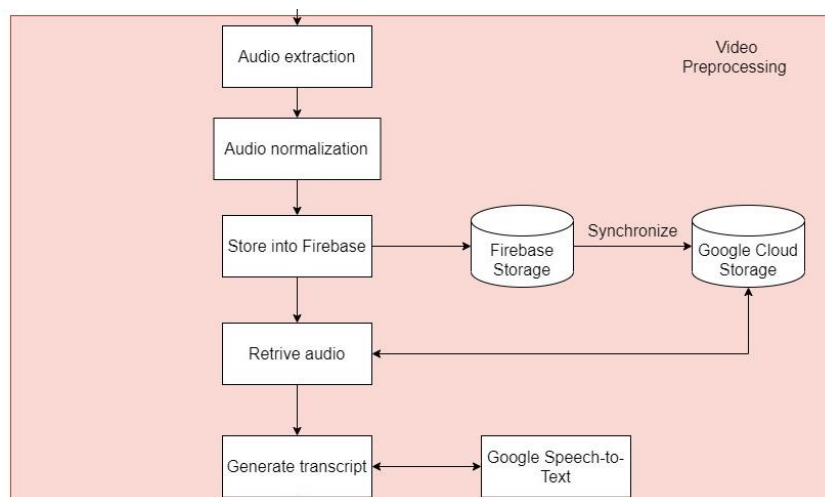 Audio extraction
Video
Preprocessing
Audio normalization
Store into Firebase
Firebase
Storage
Synchronize
Google Cloud
Storage
Retrive audio
Generate transcript
Google Speech-to-
Text